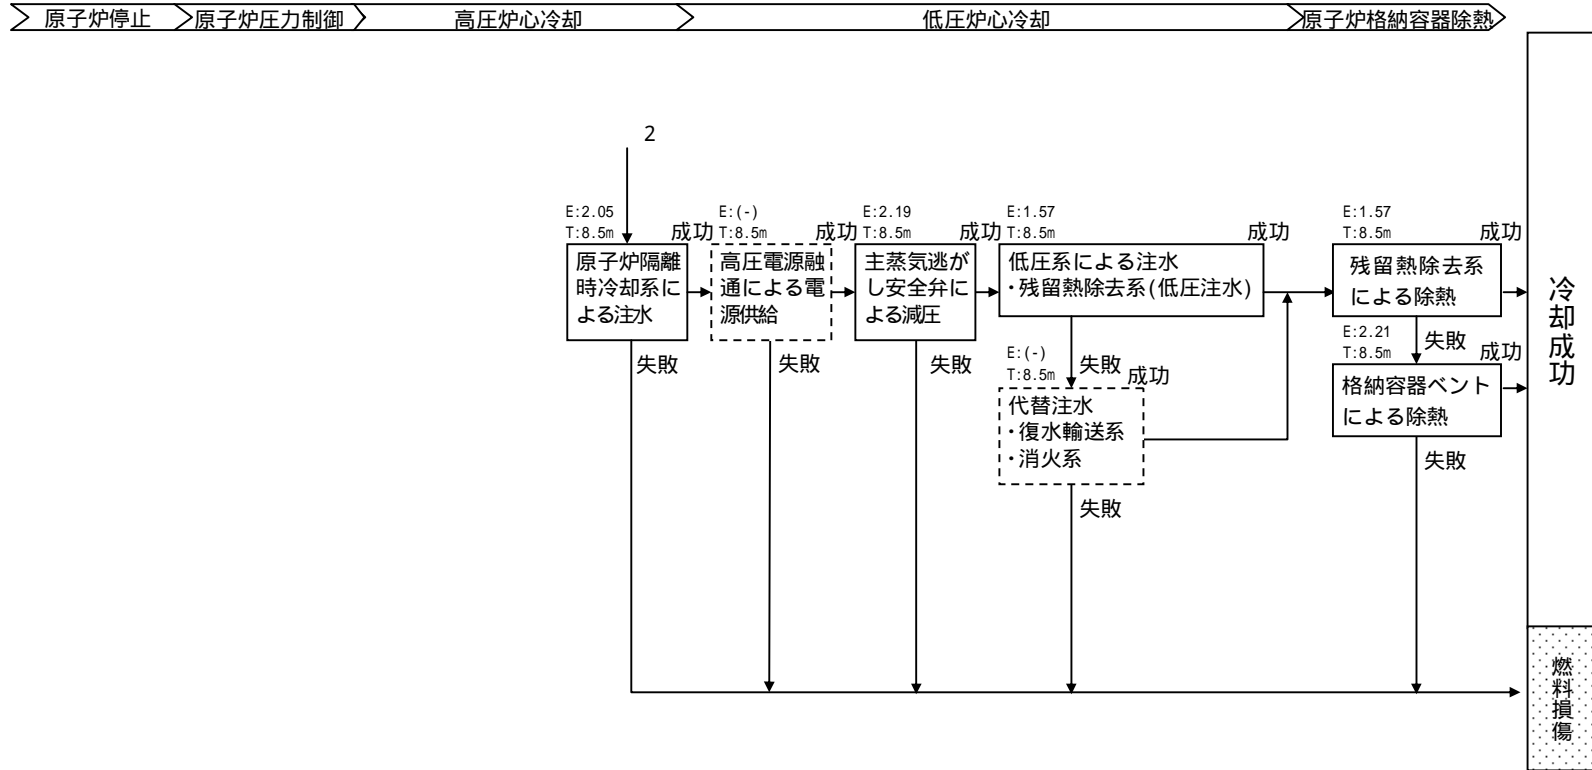 原子炉停止
原子炉圧力制御
高圧炉心冷却
低圧炉心冷却
原子炉格納容器除熱
2
E:2.05
T:8.5m
成功
原子炉隔離
時冷却系に
よる注水
失敗
E:(-)
T:8.5m
成功
高圧電源融
通による電
源供給
失敗
E:2.19
T:8.5m
成功
主蒸気逃が
し安全弁に
よる減圧
失敗
E:1.57
T:8.5m
成功
低圧系による注水
・残留熱除去系(低圧注水)
失敗
E:(-)
T:8.5m
成功
代替注水
・復水輸送系
・消火系
失敗
E:1.57
T:8.5m
成功
残留熱除去系
による除熱
失敗
E:2.21
T:8.5m
成功
格納容器ベント
による除熱
失敗
冷却成功
燃料損傷